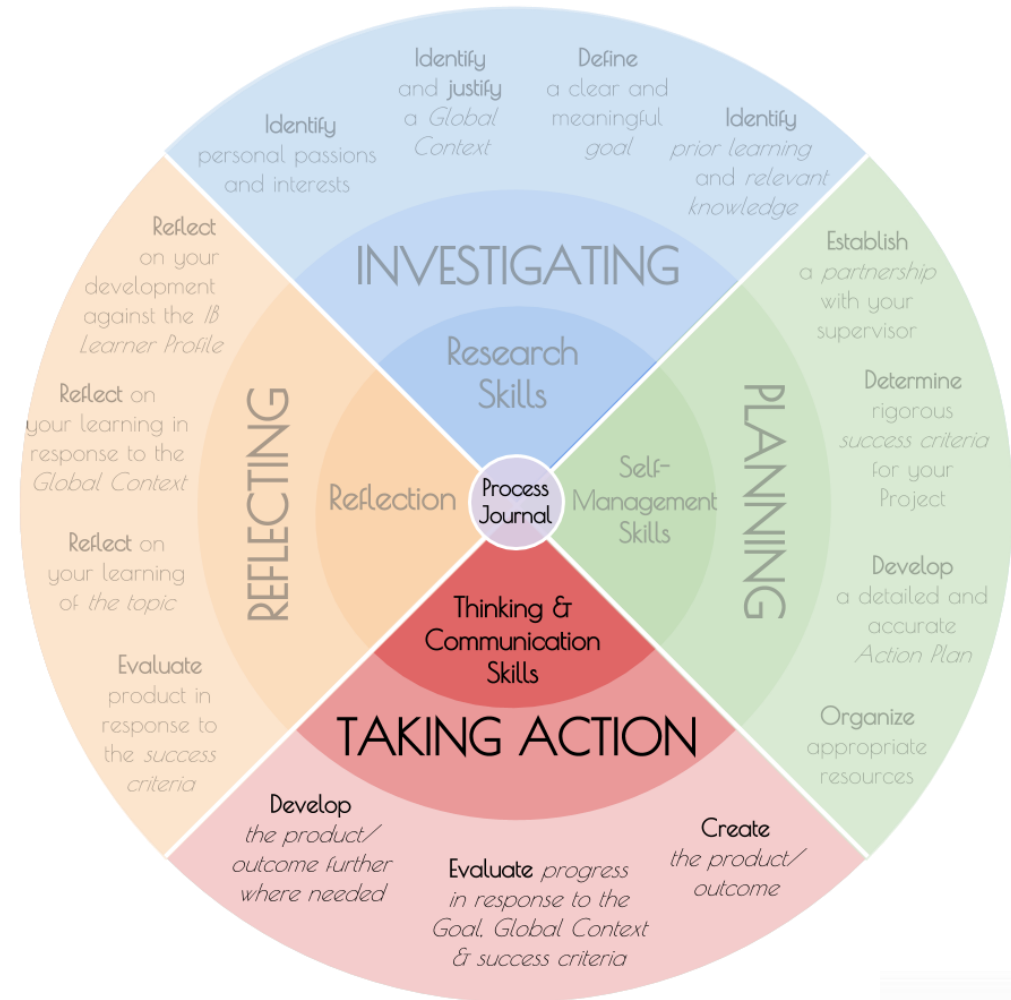 Identify
personal passions
and interests
Identify
and justify
a Global
Context
Define
a clear and
meaningful
goal
Identify
prior learning
and relevant
knowledge
INVESTIGATING
Research
Skills
Establish
a partnership
with your
supervisor
Determine
rigorous
success criteria
for your
Project
Develop
a detailed and
accurate
Action Plan
Organize
appropriate
resources
PLANNING
Self-
Management
Skills
Process
Journal
Thinking &
Communication
Skills
TAKING ACTION
Create
the product/
outcome
Evaluate progress
in response to the
Goal, Global Context
& success criteria
Develop
the product/
outcome further
where needed
REFLECTING
Reflection
Reflect
on your
development
against the IB
Learner Profile
Reflect on
your learning in
response to the
Global Context
Reflect on
your learning
of the topic
Evaluate
product in
response to
the success
criteria